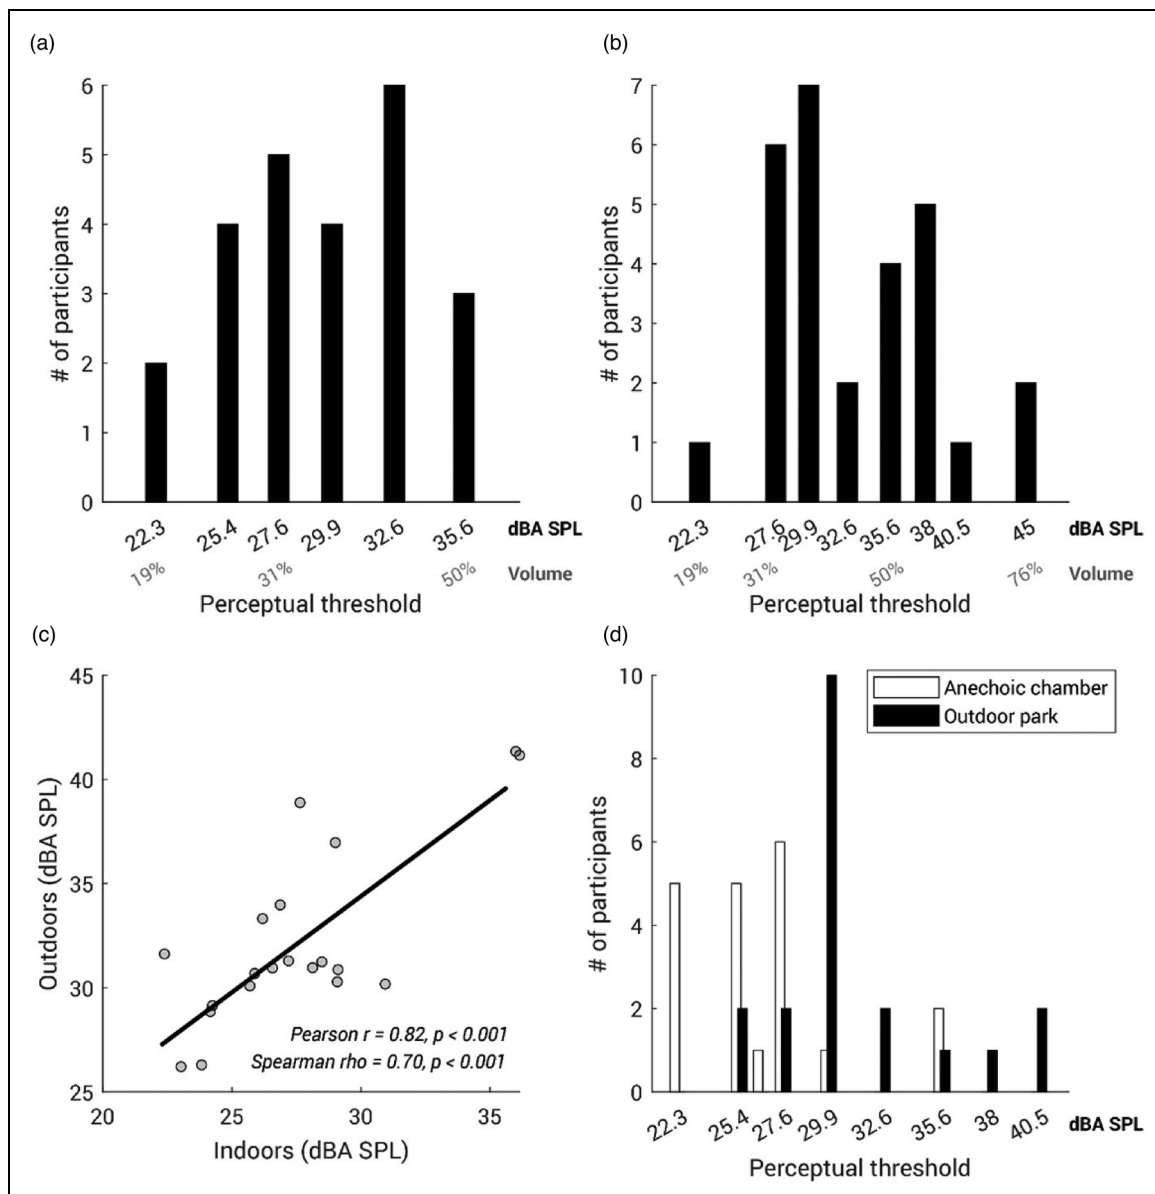 (a)
6
5
4
3
2
1
0
# of participants
22.3 25.4 27.6 29.9 32.6 35.6 dBA SPL
19% 31% 50% Volume
Perceptual threshold
(b)
7
6
5
4
3
2
1
0
# of participants
22.3 27.6 29.9 32.6 35.6 38 40.5 45 dBA SPL
19% 31% 50% 76% Volume
Perceptual threshold
(c)
45
40
35
30
25
Outdoors (dBA SPL)
Pearson r = 0.82, p < 0.001
Spearman rho = 0.70, p < 0.001
20 25 30 35
Indoors (dBA SPL)
(d)
10
8
6
4
2
0
# of participants
Anechoic chamber
Outdoor park
22.3 25.4 27.6 29.9 32.6 35.6 38 40.5 dBA SPL
Perceptual threshold